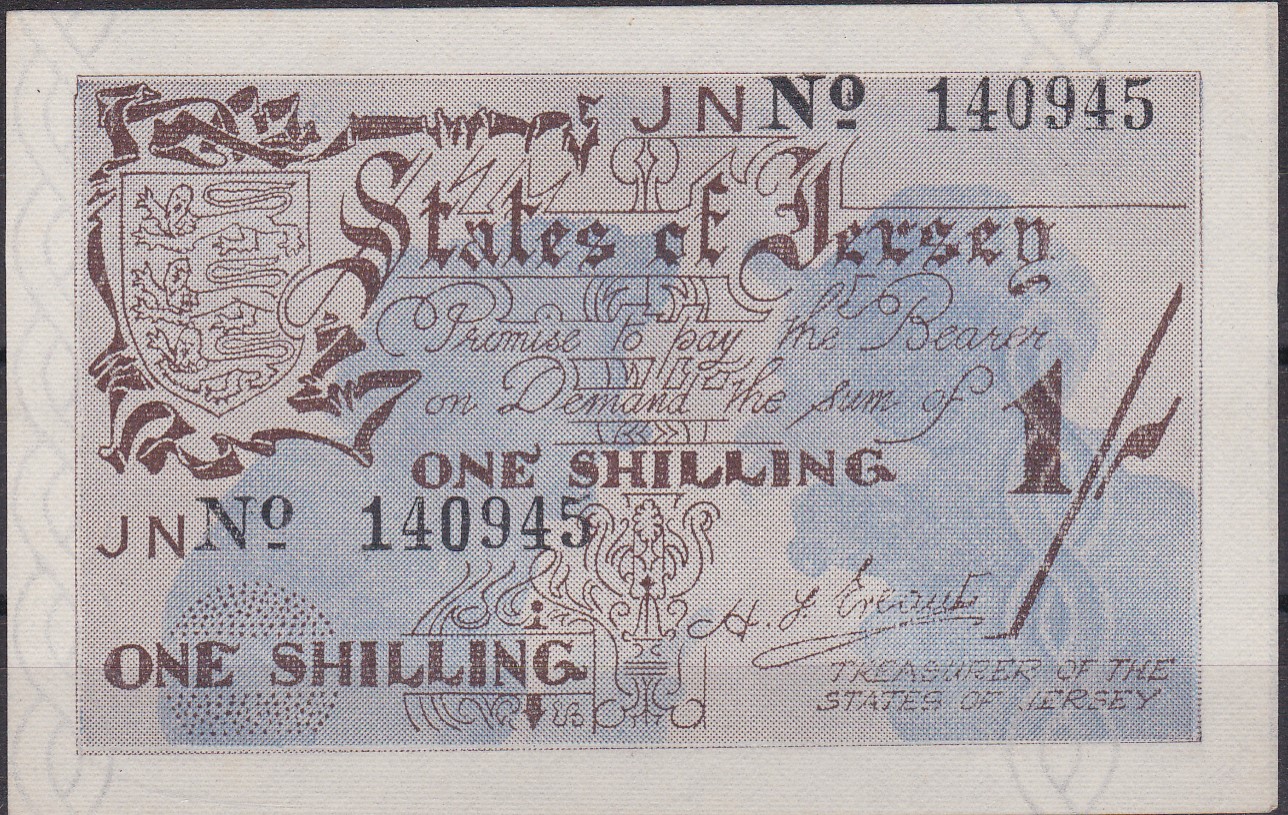 JN Nº 140945
States of Jersey
Promise to pay the Bearer
on Demand the sum of
ONE SHILLING
1/-
JN Nº 140945
H. F. Ereaut
ONE SHILLING
TREASURER OF THE
STATES OF JERSEY